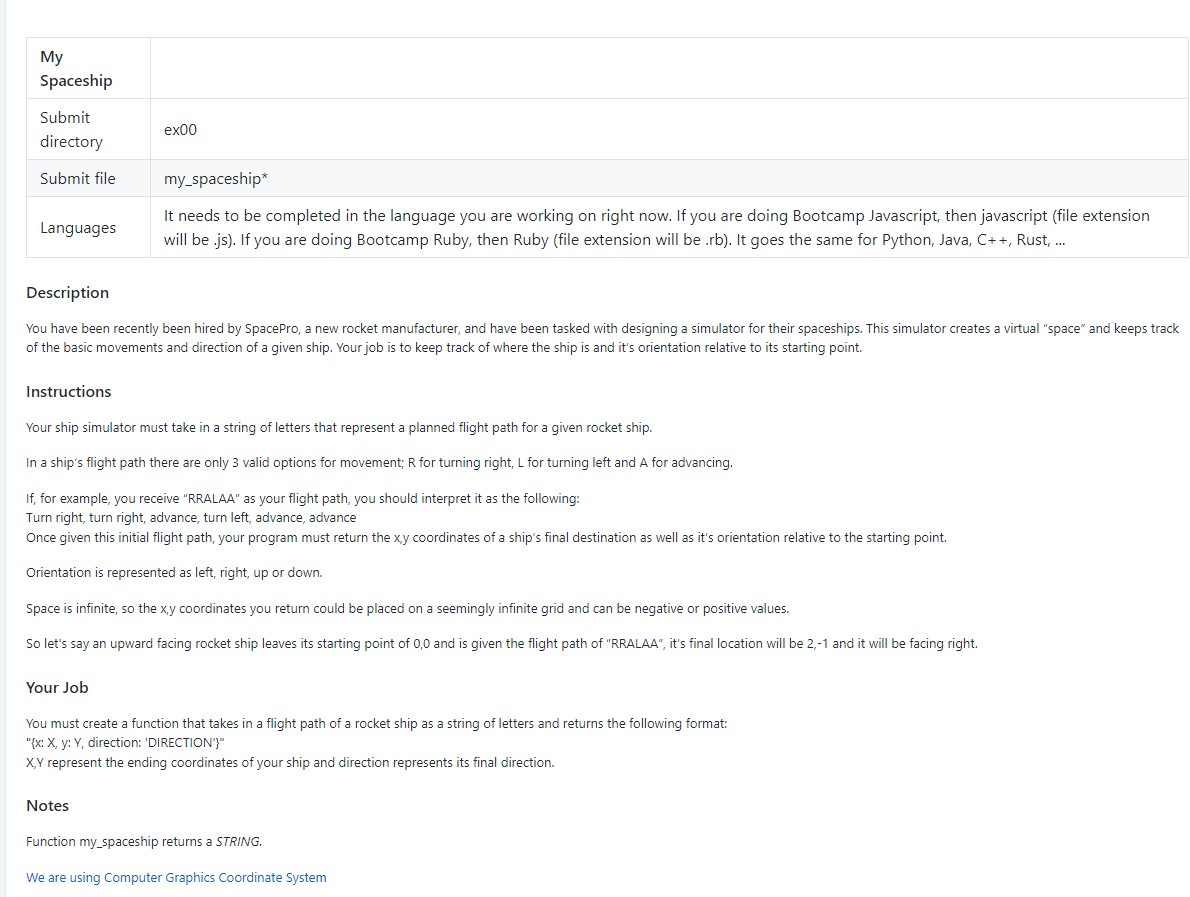 My
Spaceship
Submit
directory
ex00
Submit file
my_spaceship*
Languages
It needs to be completed in the language you are working on right now. If you are doing Bootcamp Javascript, then javascript (file extension
will be .js). If you are doing Bootcamp Ruby, then Ruby (file extension will be .rb). It goes the same for Python, Java, C++, Rust, ...
Description
You have been recently been hired by SpacePro, a new rocket manufacturer, and have been tasked with designing a simulator for their spaceships. This simulator creates a virtual “space” and keeps track
of the basic movements and direction of a given ship. Your job is to keep track of where the ship is and it’s orientation relative to its starting point.
Instructions
Your ship simulator must take in a string of letters that represent a planned flight path for a given rocket ship.
In a ship’s flight path there are only 3 valid options for movement; R for turning right, L for turning left and A for advancing.
If, for example, you receive “RRALAA” as your flight path, you should interpret it as the following:
Turn right, turn right, advance, turn left, advance, advance
Once given this initial flight path, your program must return the x,y coordinates of a ship’s final destination as well as it’s orientation relative to the starting point.
Orientation is represented as left, right, up or down.
Space is infinite, so the x,y coordinates you return could be placed on a seemingly infinite grid and can be negative or positive values.
So let's say an upward facing rocket ship leaves its starting point of 0,0 and is given the flight path of “RRALAA”, it’s final location will be 2,-1 and it will be facing right.
Your Job
You must create a function that takes in a flight path of a rocket ship as a string of letters and returns the following format:
"{x: X, y: Y, direction: 'DIRECTION'}"
X,Y represent the ending coordinates of your ship and direction represents its final direction.
Notes
Function my_spaceship returns a STRING.
We are using Computer Graphics Coordinate System